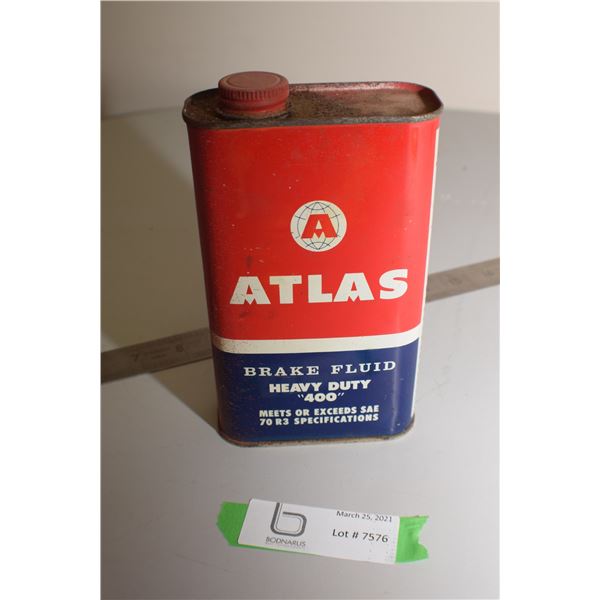 A
ATLAS
BRAKE FLUID
HEAVY DUTY
"400"
MEETS OR EXCEEDS SAE
70 R3 SPECIFICATIONS
7
March 25, 2021
Lot # 7576
b
BODNARUS